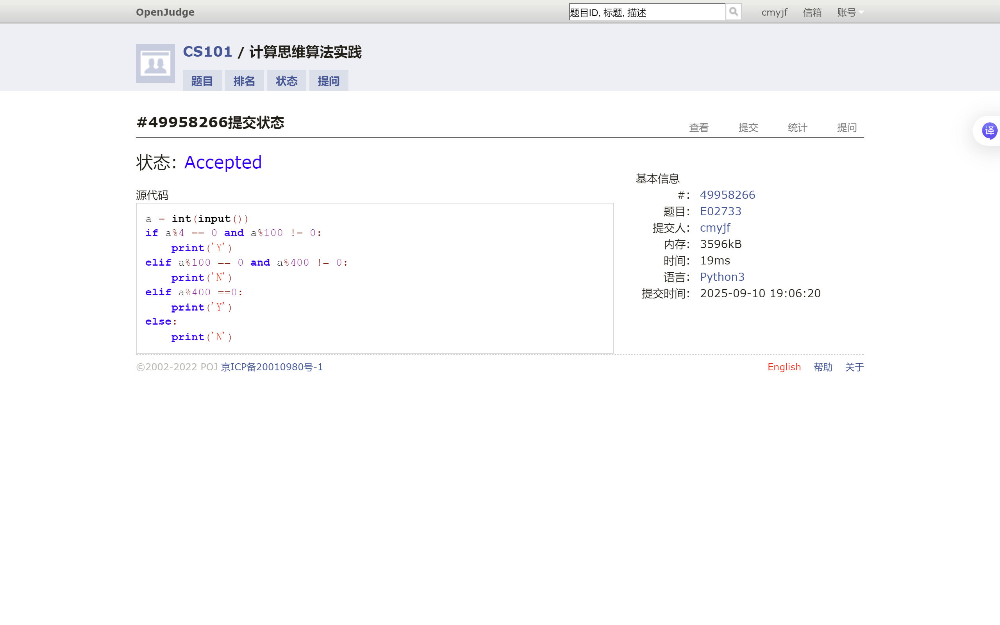 OpenJudge
题目ID, 标题, 描述
cmyjf 信箱 账号
CS101 / 计算思维算法实践
题目 排名 状态 提问
#49958266提交状态
查看 提交 统计 提问
译
状态: Accepted
源代码
a = int(input())
if a%4 == 0 and a%100 != 0:
    print('Y')
elif a%100 == 0 and a%400 != 0:
    print('N')
elif a%400 ==0:
    print('Y')
else:
    print('N')
基本信息
#: 49958266
题目: E02733
提交人: cmyjf
内存: 3596kB
时间: 19ms
语言: Python3
提交时间: 2025-09-10 19:06:20
©2002-2022 POJ 京ICP备20010980号-1
English 帮助 关于